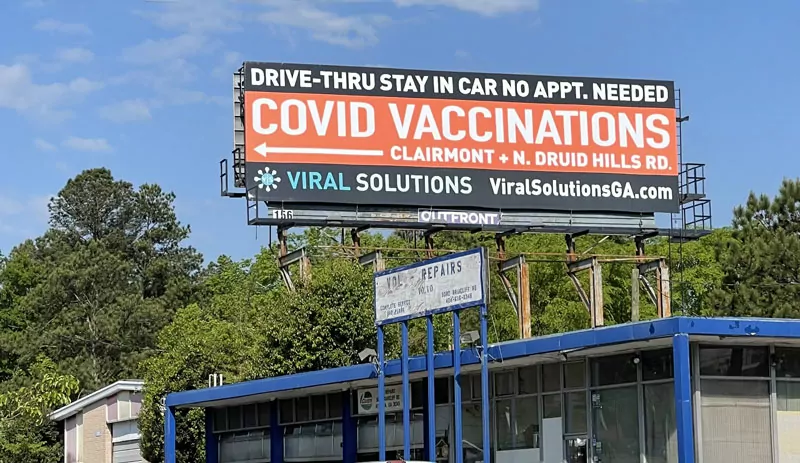 DRIVE-THRU STAY IN CAR NO APPT. NEEDED
COVID VACCINATIONS
CLAIRMONT + N. DRUID HILLS RD.
VIRAL SOLUTIONS ViralSolutionsGA.com
156 OUTFRONT
REPAIRS